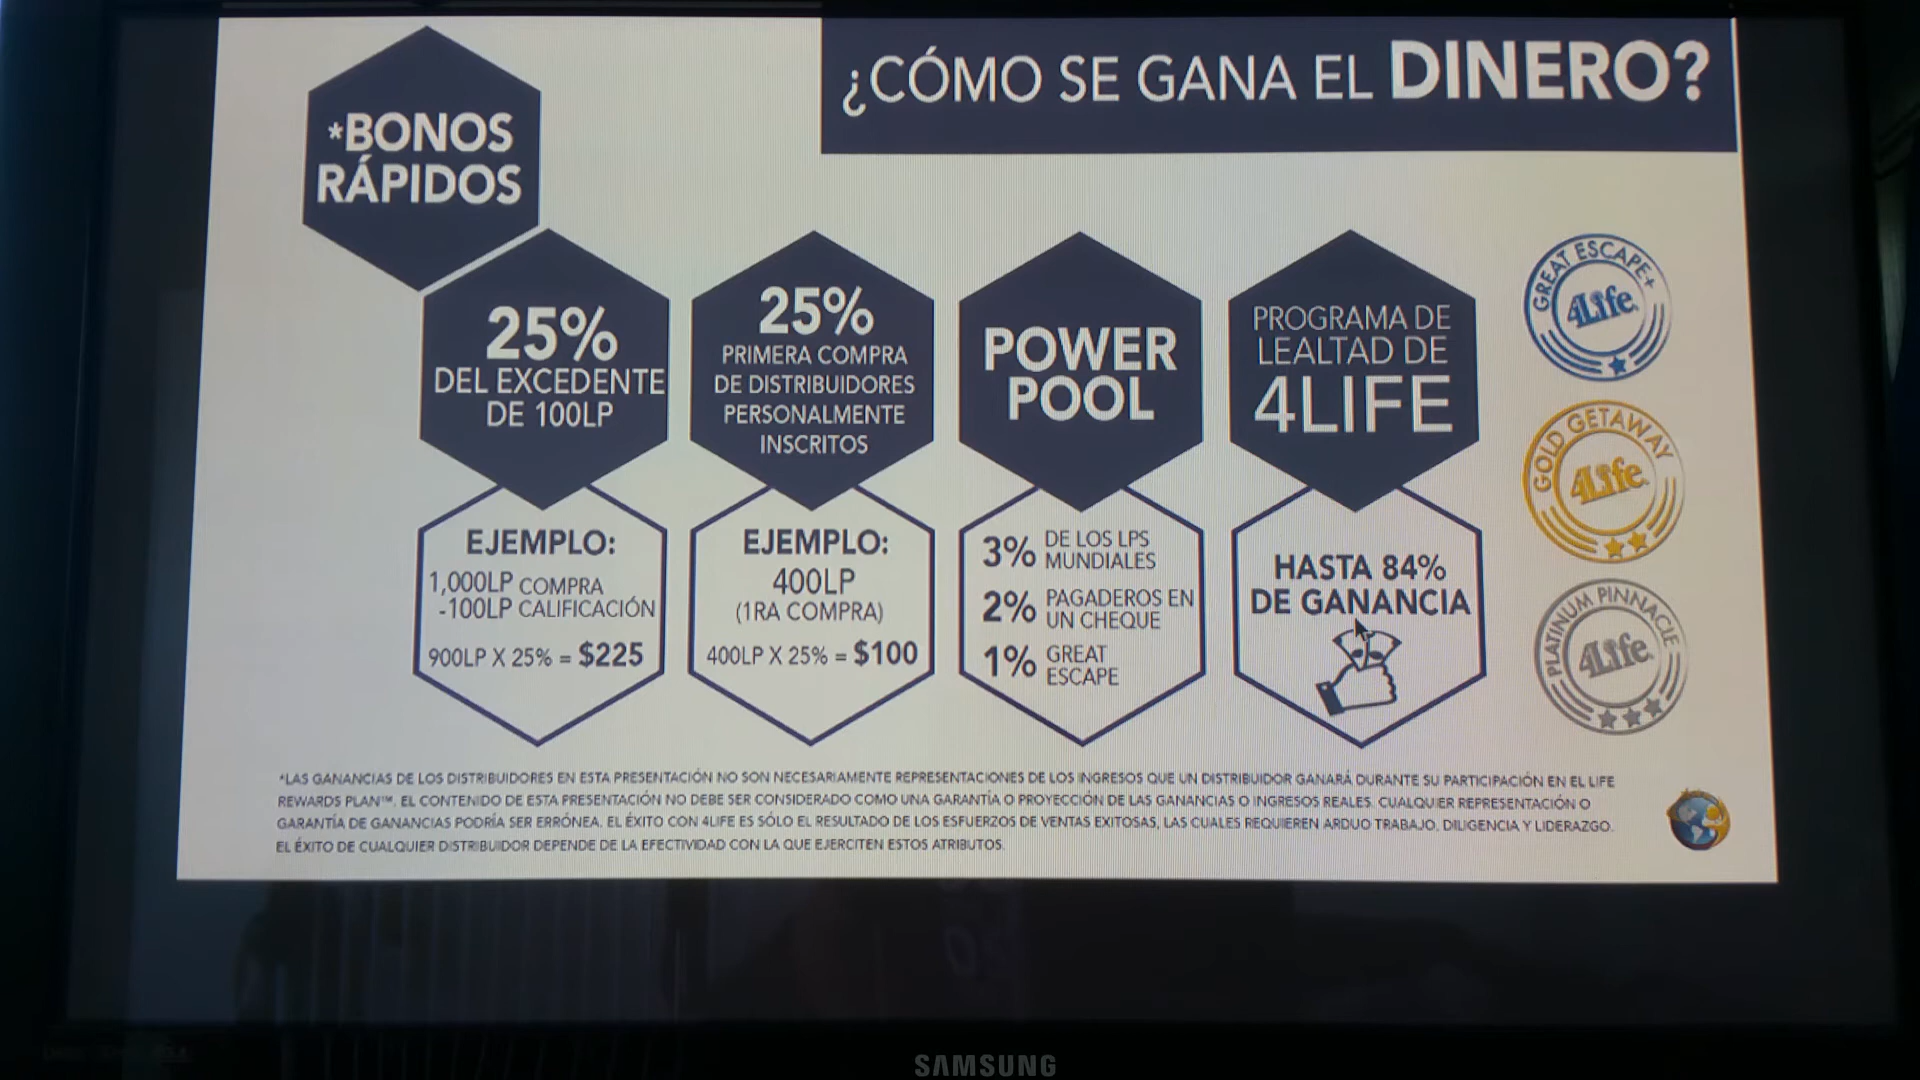 ¿CÓMO SE GANA EL DINERO?
*BONOS
RÁPIDOS
25%
DEL EXCEDENTE
DE 100LP
EJEMPLO:
1,000LP COMPRA
-100LP CALIFICACIÓN
900LP X 25% = $225
25%
PRIMERA COMPRA
DE DISTRIBUIDORES
PERSONALMENTE
INSCRITOS
EJEMPLO:
400LP
(1RA COMPRA)
400LP X 25% = $100
POWER
POOL
3% DE LOS LPS
MUNDIALES
2% PAGADEROS EN
UN CHEQUE
1% GREAT
ESCAPE
PROGRAMA DE
LEALTAD DE
4LIFE
HASTA 84%
DE GANANCIA
GREAT ESCAPE+
4Life
GOLD GETAWAY
4Life
PLATINUM PINNACLE
4Life
*LAS GANANCIAS DE LOS DISTRIBUIDORES EN ESTA PRESENTACIÓN NO SON NECESARIAMENTE REPRESENTACIONES DE LOS INGRESOS QUE UN DISTRIBUIDOR GANARÁ DURANTE SU PARTICIPACIÓN EN EL LIFE
REWARDS PLAN™. EL CONTENIDO DE ESTA PRESENTACIÓN NO DEBE SER CONSIDERADO COMO UNA GARANTÍA O PROYECCIÓN DE LAS GANANCIAS O INGRESOS REALES. CUALQUIER REPRESENTACIÓN O
GARANTÍA DE GANANCIAS PODRÍA SER ERRÓNEA. EL ÉXITO CON 4LIFE ES SÓLO EL RESULTADO DE LOS ESFUERZOS DE VENTAS EXITOSAS, LAS CUALES REQUIEREN ARDUO TRABAJO, DILIGENCIA Y LIDERAZGO.
EL ÉXITO DE CUALQUIER DISTRIBUIDOR DEPENDE DE LA EFECTIVIDAD CON LA QUE EJERCITEN ESTOS ATRIBUTOS.
SAMSUNG